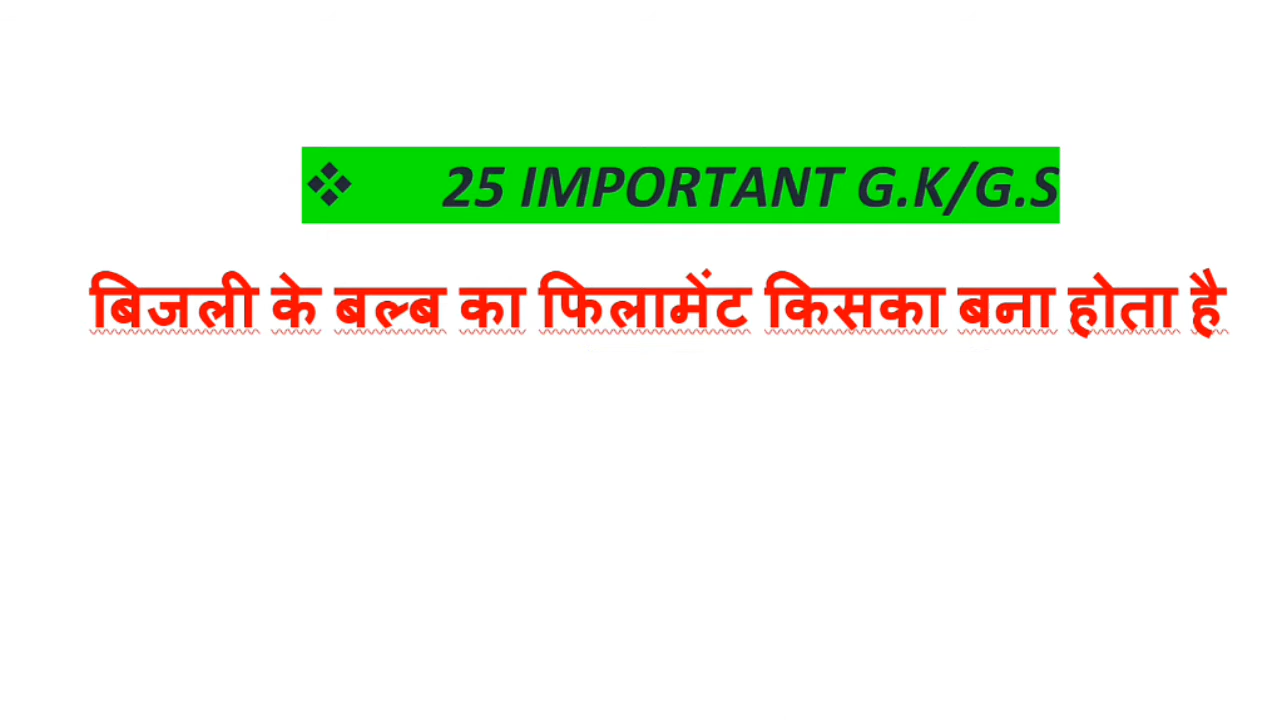 ❖ 25 IMPORTANT G.K/G.S
बिजली के बल्ब का फिलामेंट किसका बना होता है